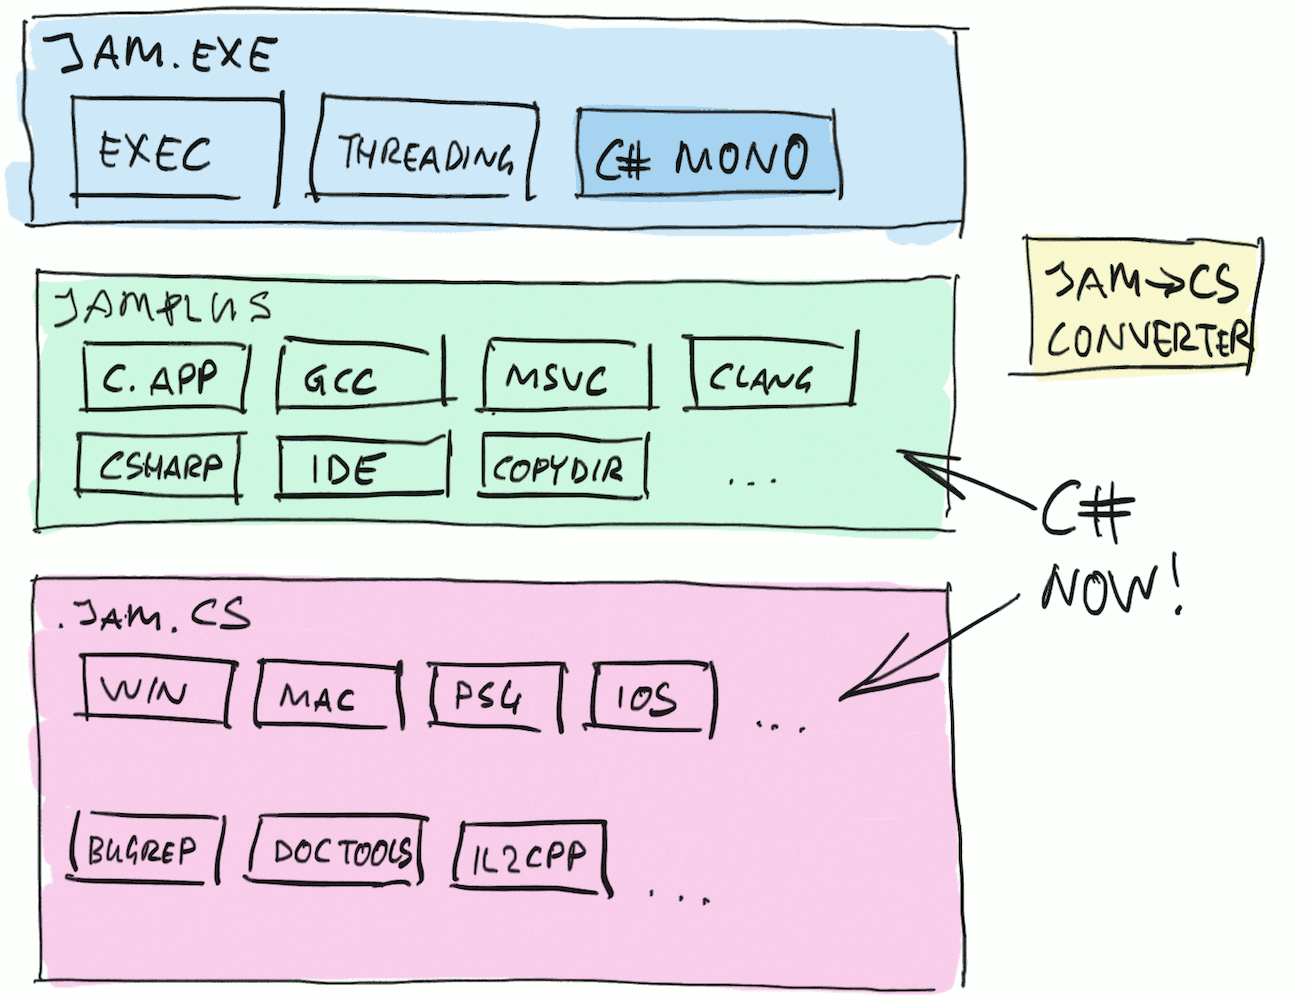 JAM.EXE
EXEC
THREADING
C# MONO
JAMPLUS
C.APP
GCC
MSVC
CLANG
CSHARP
IDE
COPYDIR
...
JAM→CS
CONVERTER
C#
NOW!
.JAM.CS
WIN
MAC
PS4
IOS
...
BUGREP
DOCTOOLS
IL2CPP
...